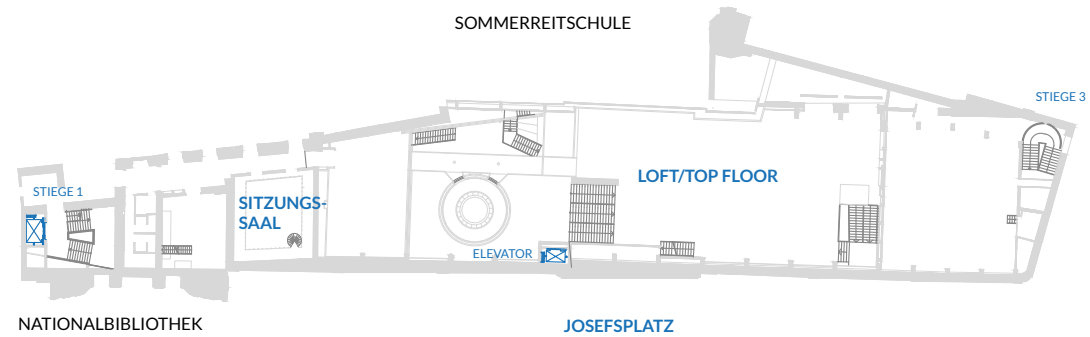 SOMMERREITSCHULE
STIEGE 3
LOFT/TOP FLOOR
STIEGE 1
SITZUNGS-
SAAL
ELEVATOR
NATIONALBIBLIOTHEK
JOSEFSPLATZ